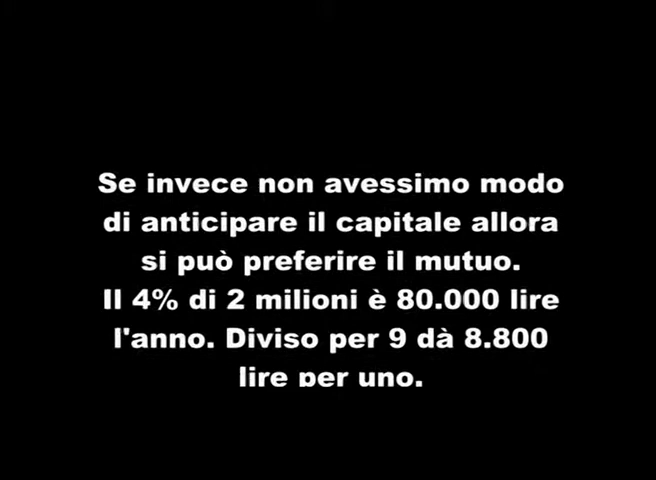 Se invece non avessimo modo
di anticipare il capitale allora
si può preferire il mutuo.
Il 4% di 2 milioni è 80.000 lire
l'anno. Diviso per 9 dà 8.800
lire per uno.